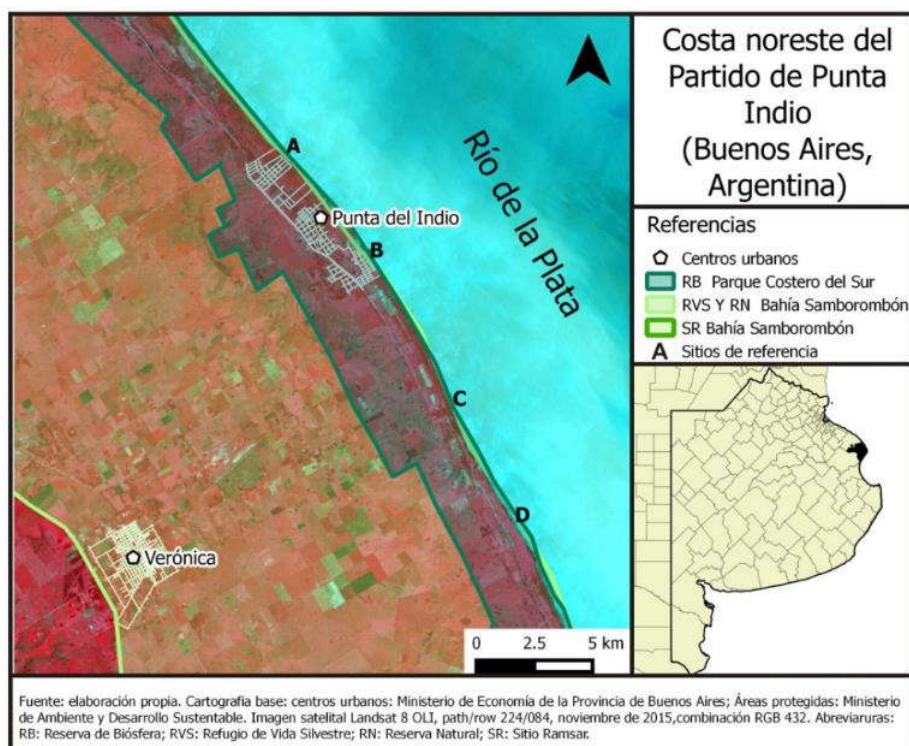 Costa noreste del
Partido de Punta
Indio
(Buenos Aires,
Argentina)
Referencias
Centros urbanos
RB Parque Costero del Sur
RVS Y RN Bahía Samborombón
SR Bahía Samborombón
A Sitios de referencia
A
Punta del Indio
B
Río de la Plata
C
D
Verónica
0 2.5 5 km
Fuente: elaboración propia. Cartografia base: centros urbanos: Ministerio de Economía de la Provincia de Buenos Aires; Áreas protegidas: Ministerio
de Ambiente y Desarrollo Sustentable. Imagen satelital Landsat 8 OLI, path/row 224/084, noviembre de 2015,combinación RGB 432. Abreviaruras:
RB: Reserva de Biósfera; RVS: Refugio de Vida Silvestre; RN: Reserva Natural; SR: Sitio Ramsar.